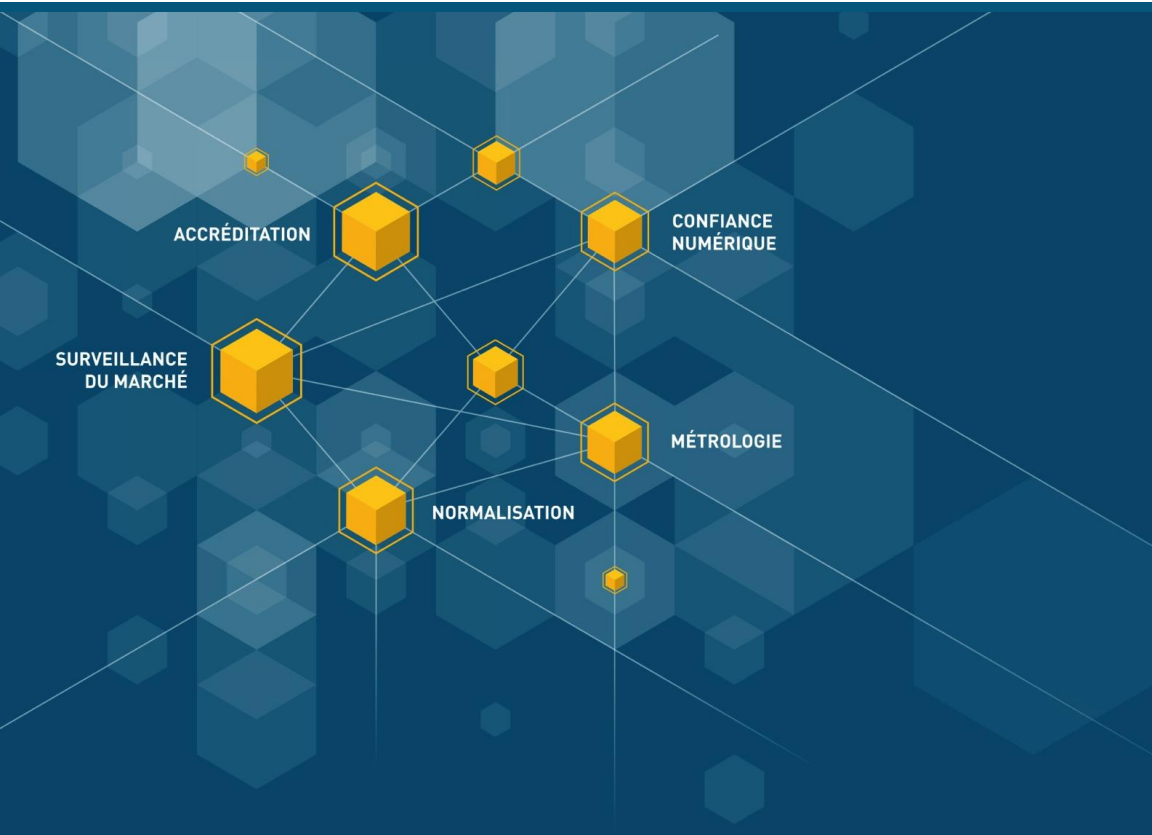 ACCRÉDITATION
CONFIANCE
NUMÉRIQUE
SURVEILLANCE
DU MARCHÉ
MÉTROLOGIE
NORMALISATION